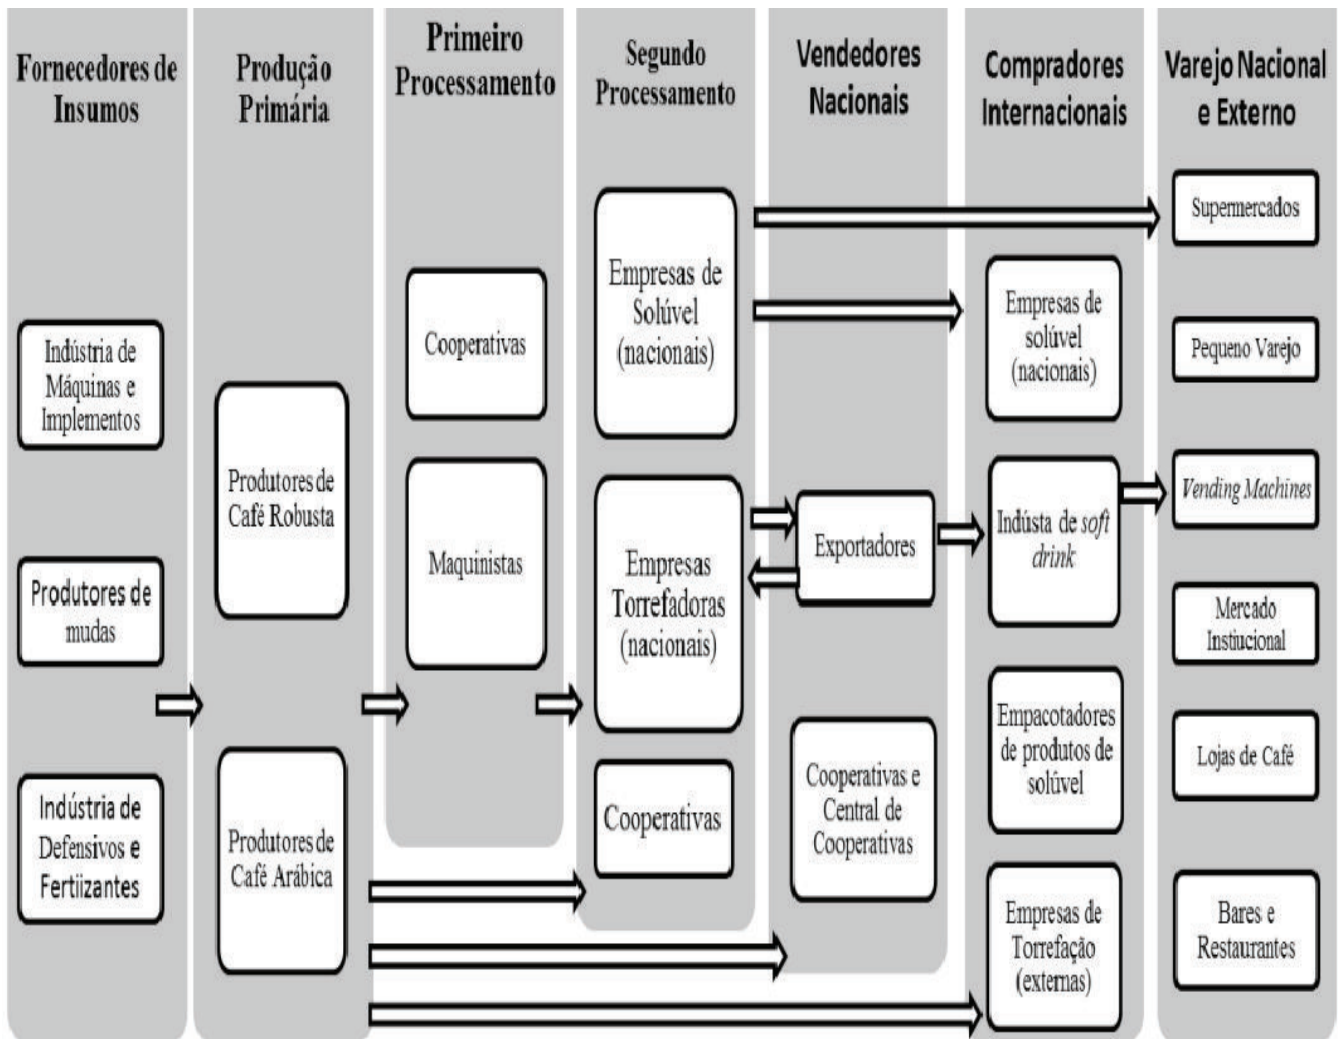 Fornecedores de
Insumos
Indústria de
Máquinas e
Implementos
Produtores de
mudas
Indústria de
Defensivos e
Fertiizantes
Produção
Primária
Produtores de
Café Robusta
Produtores de
Café Arábica
Primeiro
Processamento
Cooperativas
Maquinistas
Segundo
Processamento
Empresas de
Solúvel
(nacionais)
Empresas
Torrefadoras
(nacionais)
Cooperativas
Vendedores
Nacionais
Exportadores
Cooperativas e
Central de
Cooperativas
Compradores
Internacionais
Empresas de
solúvel
(nacionais)
Indústa de soft
drink
Empacotadores
de produtos de
solúvel
Empresas de
Torrefação
(externas)
Varejo Nacional
e Externo
Supermercados
Pequeno Varejo
Vending Machines
Mercado
Instiucional
Lojas de Café
Bares e
Restaurantes